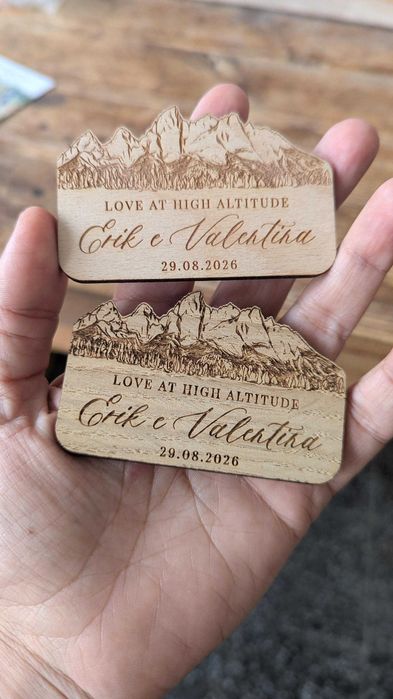 LOVE AT HIGH ALTITUDE
Erik e Valentina
29.08.2026
LOVE AT HIGH ALTITUDE
Erik e Valentina
29.08.2026